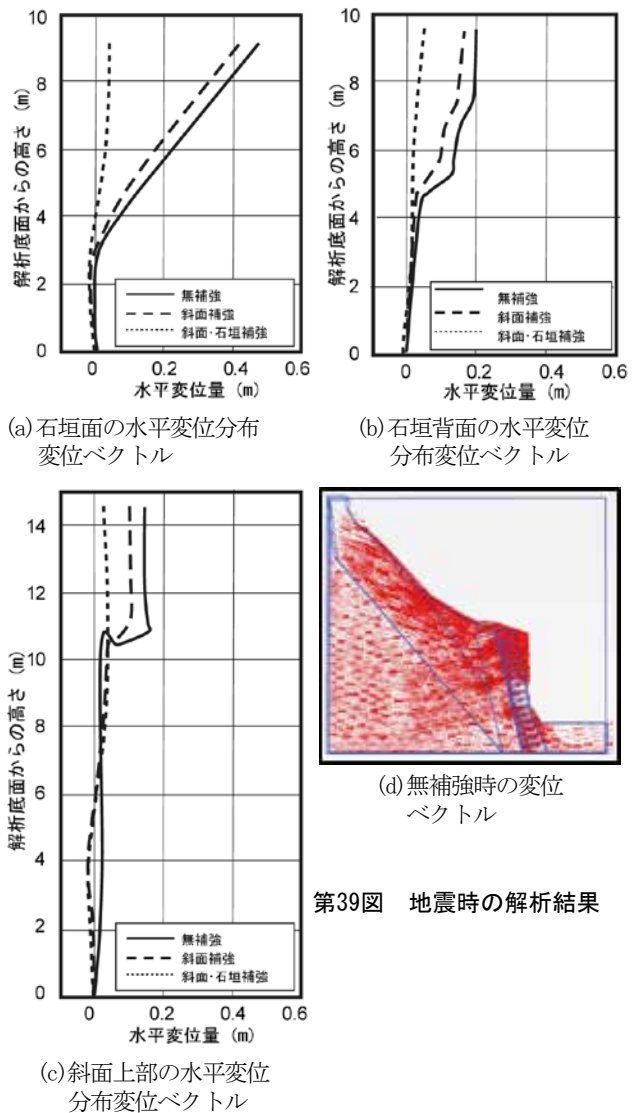 10
8
6
4
2
0
解析底面からの高さ (m)
無補強
斜面補強
斜面・石垣補強
0 0.2 0.4 0.6
水平変位量 (m)
(a)石垣面の水平変位分布
変位ベクトル
10
8
6
4
2
0
解析底面からの高さ (m)
無補強
斜面補強
斜面・石垣補強
0 0.2 0.4 0.6
水平変位量 (m)
(b)石垣背面の水平変位
分布変位ベクトル
14
12
10
8
6
4
2
0
解析底面からの高さ (m)
無補強
斜面補強
斜面・石垣補強
0 0.2 0.4 0.6
水平変位量 (m)
(c)斜面上部の水平変位
分布変位ベクトル
(d)無補強時の変位
ベクトル
第39図 地震時の解析結果